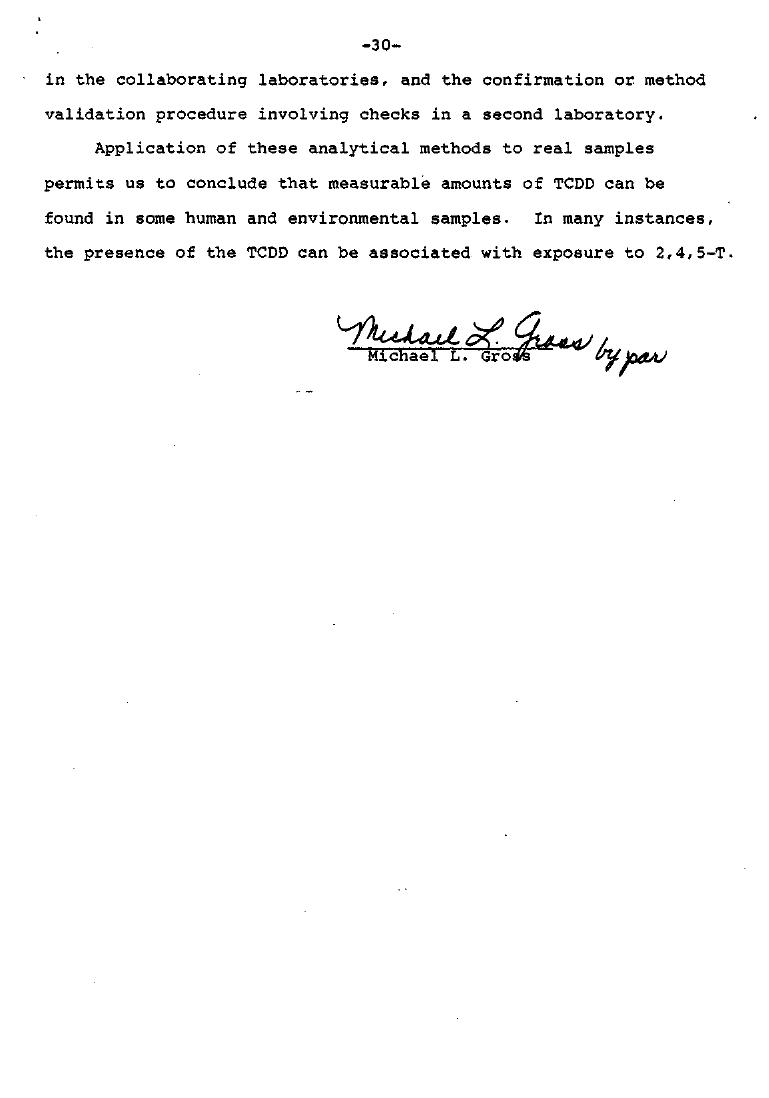 -30-
in the collaborating laboratories, and the confirmation or method
validation procedure involving checks in a second laboratory.
Application of these analytical methods to real samples
permits us to conclude that measurable amounts of TCDD can be
found in some human and environmental samples. In many instances,
the presence of the TCDD can be associated with exposure to 2,4,5-T.
Michael L. Gross by par
Michael L. Gross